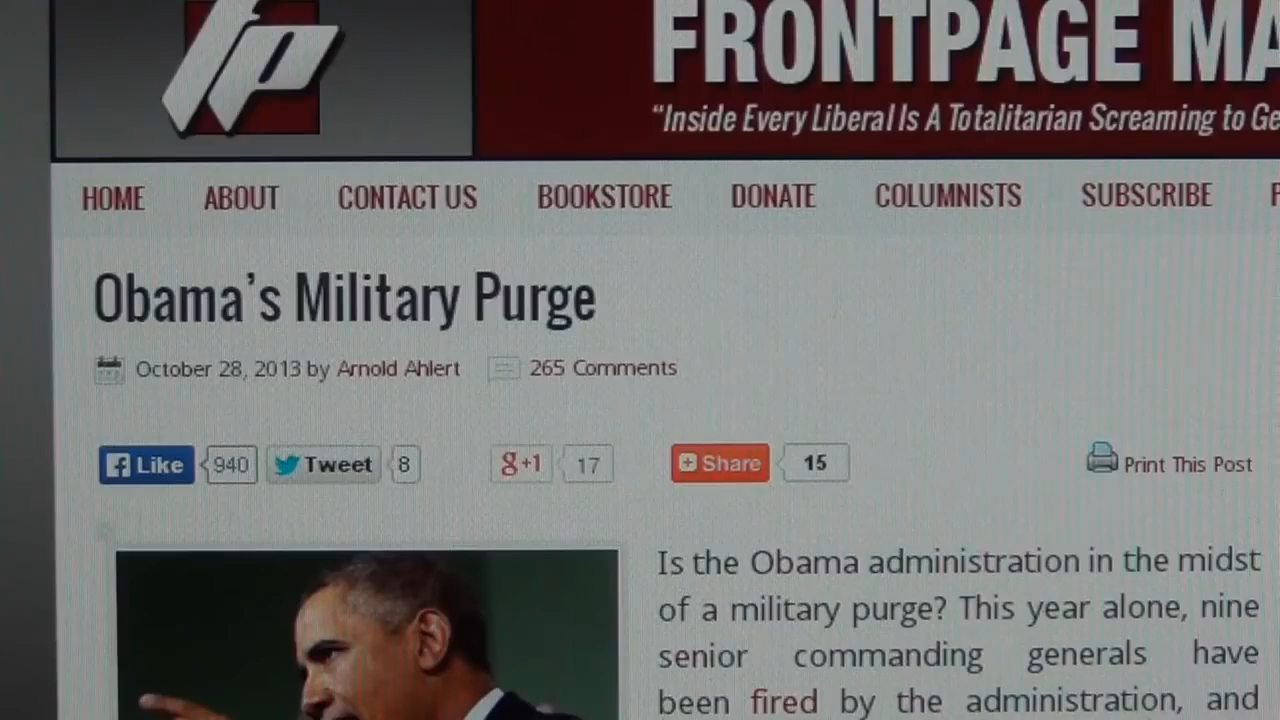 fp
FRONTPAGE MA
“Inside Every Liberal Is A Totalitarian Screaming to Ge
HOME ABOUT CONTACT US BOOKSTORE DONATE COLUMNISTS SUBSCRIBE
Obama’s Military Purge
October 28, 2013 by Arnold Ahlert 265 Comments
Like 940 Tweet 8 g+1 17 Share 15 Print This Post
Is the Obama administration in the midst
of a military purge? This year alone, nine
senior commanding generals have
been fired by the administration, and